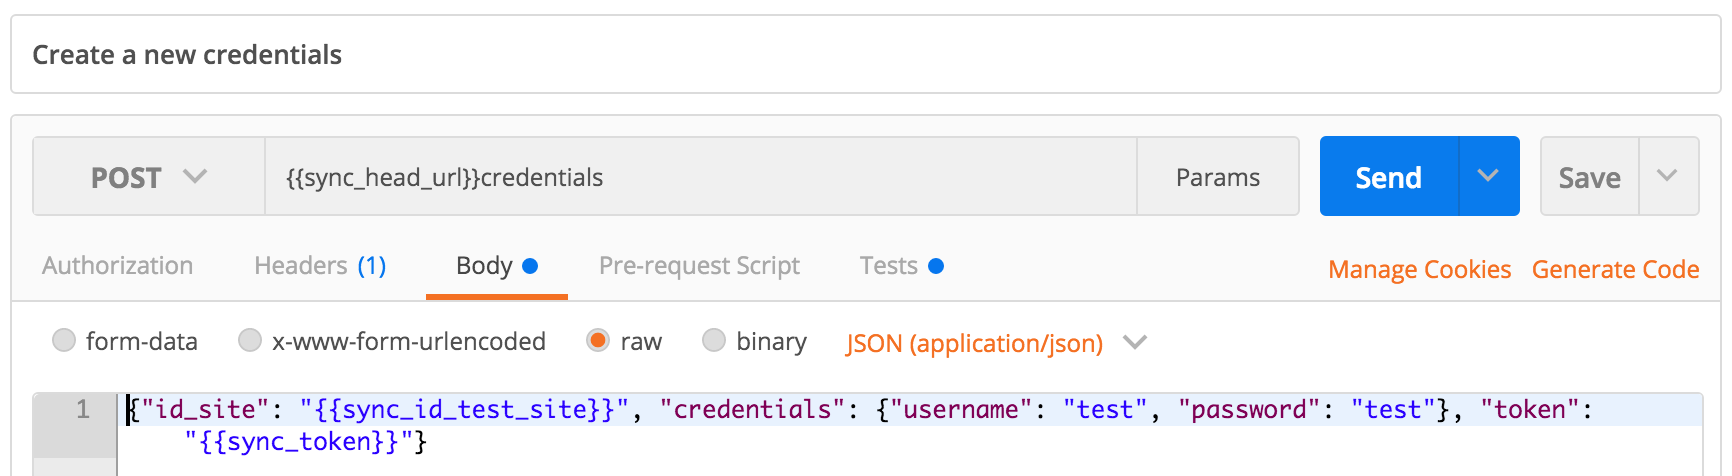 Create a new credentials
POST {{sync_head_url}}credentials Params Send Save
Authorization Headers (1) Body Pre-request Script Tests Manage Cookies Generate Code
form-data x-www-form-urlencoded raw binary JSON (application/json)
1 {"id_site": "{{sync_id_test_site}}", "credentials": {"username": "test", "password": "test"}, "token":
"{{sync_token}}"}